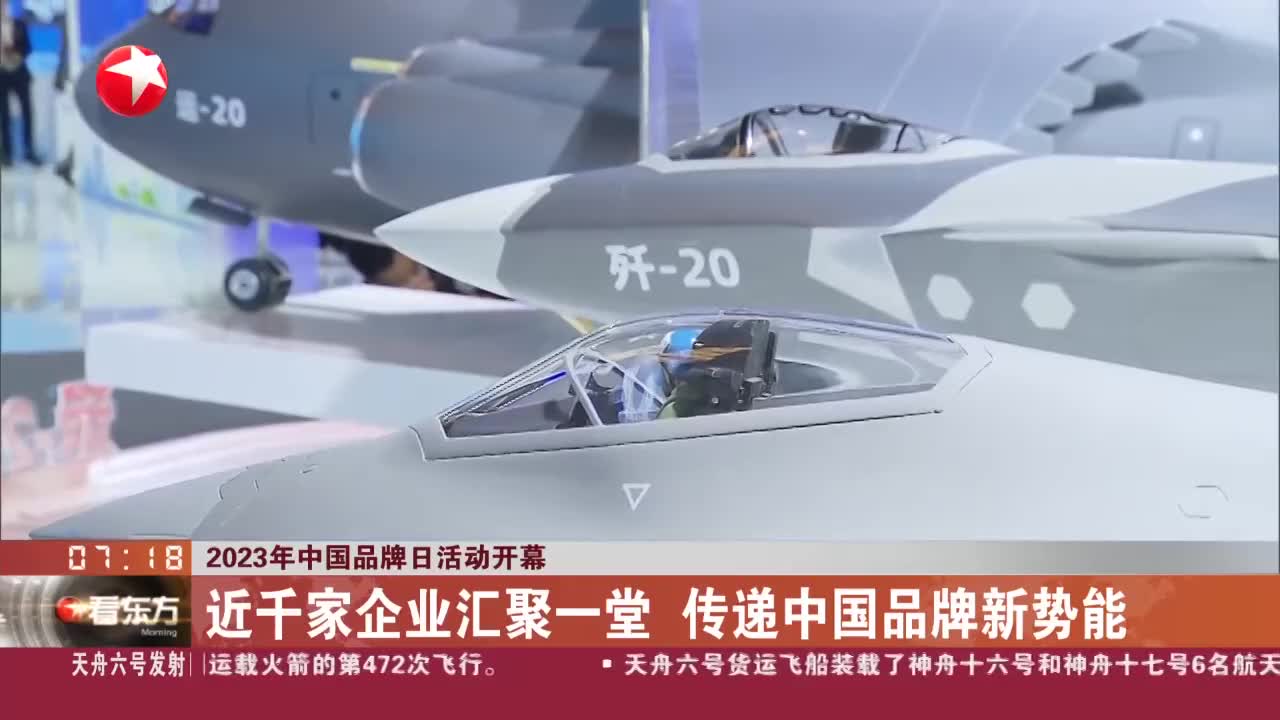 -20
歼-20
07:18
2023年中国品牌日活动开幕
看东方
Morning
近千家企业汇聚一堂 传递中国品牌新势能
天舟六号发射
运载火箭的第472次飞行。
▪ 天舟六号货运飞船装载了神舟十六号和神舟十七号6名航天